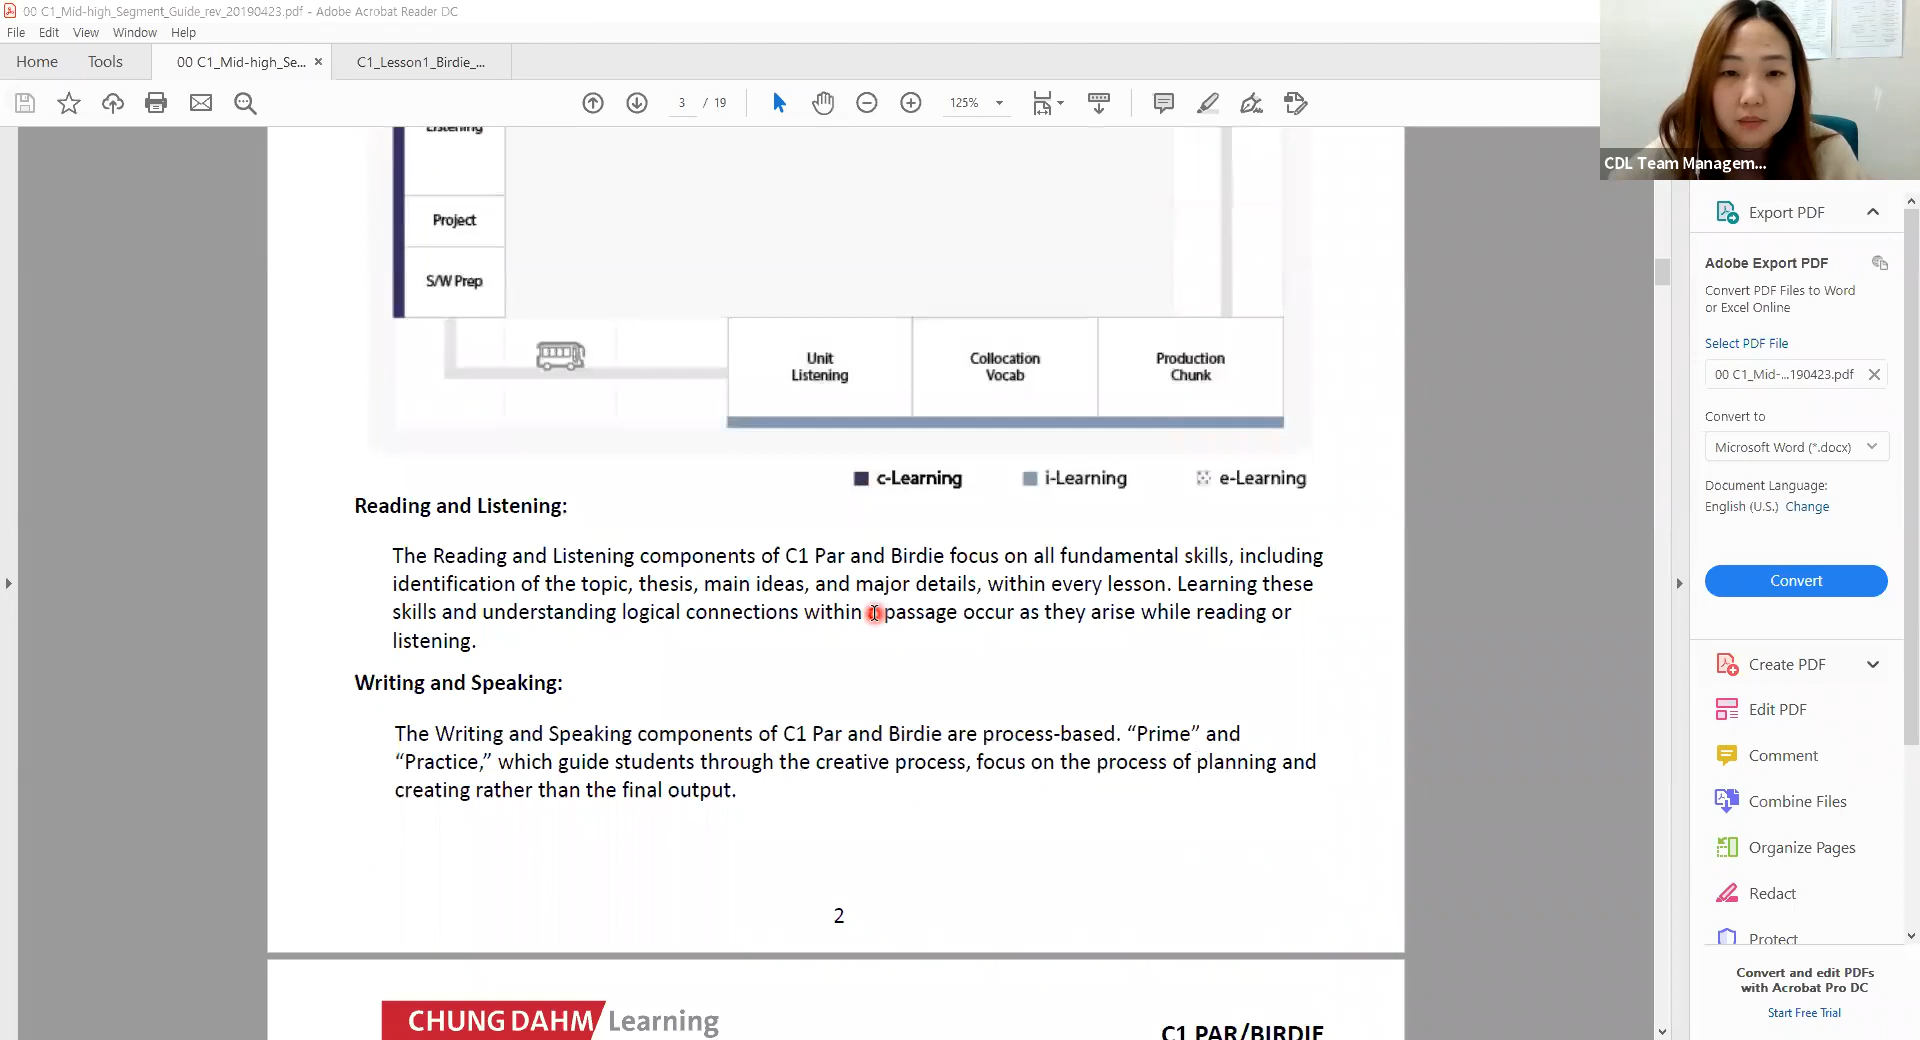 00 C1_Mid-high_Segment_Guide_rev_20190423.pdf - Adobe Acrobat Reader DC
File Edit View Window Help
Home Tools 00 C1_Mid-high_Se... × C1_Lesson1_Birdie_...
3 / 19 125%
CDL Team Managem...
Listening
Project
S/W Prep
Unit
Listening
Collocation
Vocab
Production
Chunk
c-Learning i-Learning e-Learning
Reading and Listening:
The Reading and Listening components of C1 Par and Birdie focus on all fundamental skills, including
identification of the topic, thesis, main ideas, and major details, within every lesson. Learning these
skills and understanding logical connections within a passage occur as they arise while reading or
listening.
Writing and Speaking:
The Writing and Speaking components of C1 Par and Birdie are process-based. “Prime” and
“Practice,” which guide students through the creative process, focus on the process of planning and
creating rather than the final output.
2
CHUNG DAHM Learning
C1 PAR/BIRDIE
Export PDF
Adobe Export PDF
Convert PDF Files to Word
or Excel Online
Select PDF File
00 C1_Mid-...190423.pdf
Convert to
Microsoft Word (*.docx)
Document Language:
English (U.S.) Change
Convert
Create PDF
Edit PDF
Comment
Combine Files
Organize Pages
Redact
Protect
Convert and edit PDFs
with Acrobat Pro DC
Start Free Trial